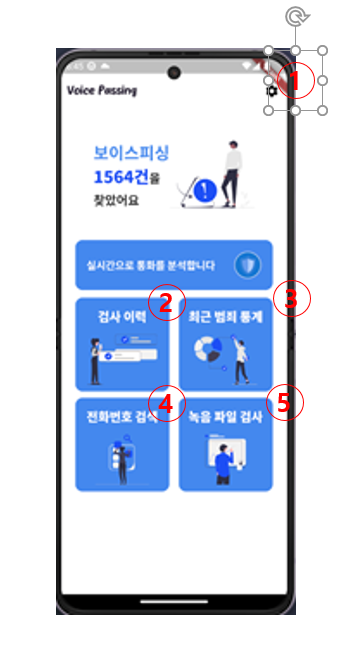 :45
1
Voice Passing
보이스피싱
1564건을
찾았어요
실시간으로 통화를 분석합니다
2
3
검사 이력
최근 범죄 통계
4
5
전화번호 검색
녹음 파일 검사